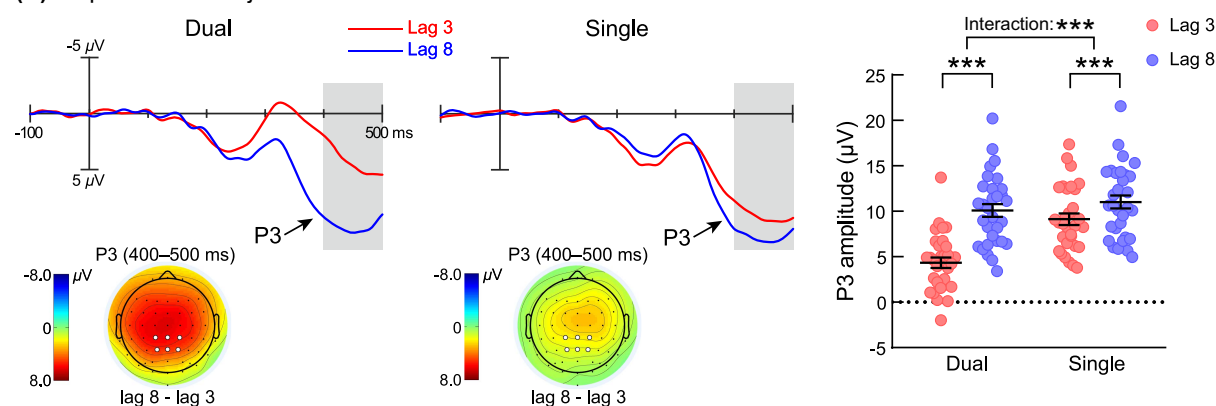 Dual
Lag 3
Lag 8
Single
-5 µV
-100
500 ms
5 µV
P3
P3
P3 (400–500 ms)
-8.0
µV
0
8.0
lag 8 - lag 3
P3 (400–500 ms)
-8.0
µV
0
8.0
lag 8 - lag 3
Interaction: ***
Lag 3
Lag 8
***
***
25
20
15
10
5
0
-5
P3 amplitude (µV)
Dual
Single